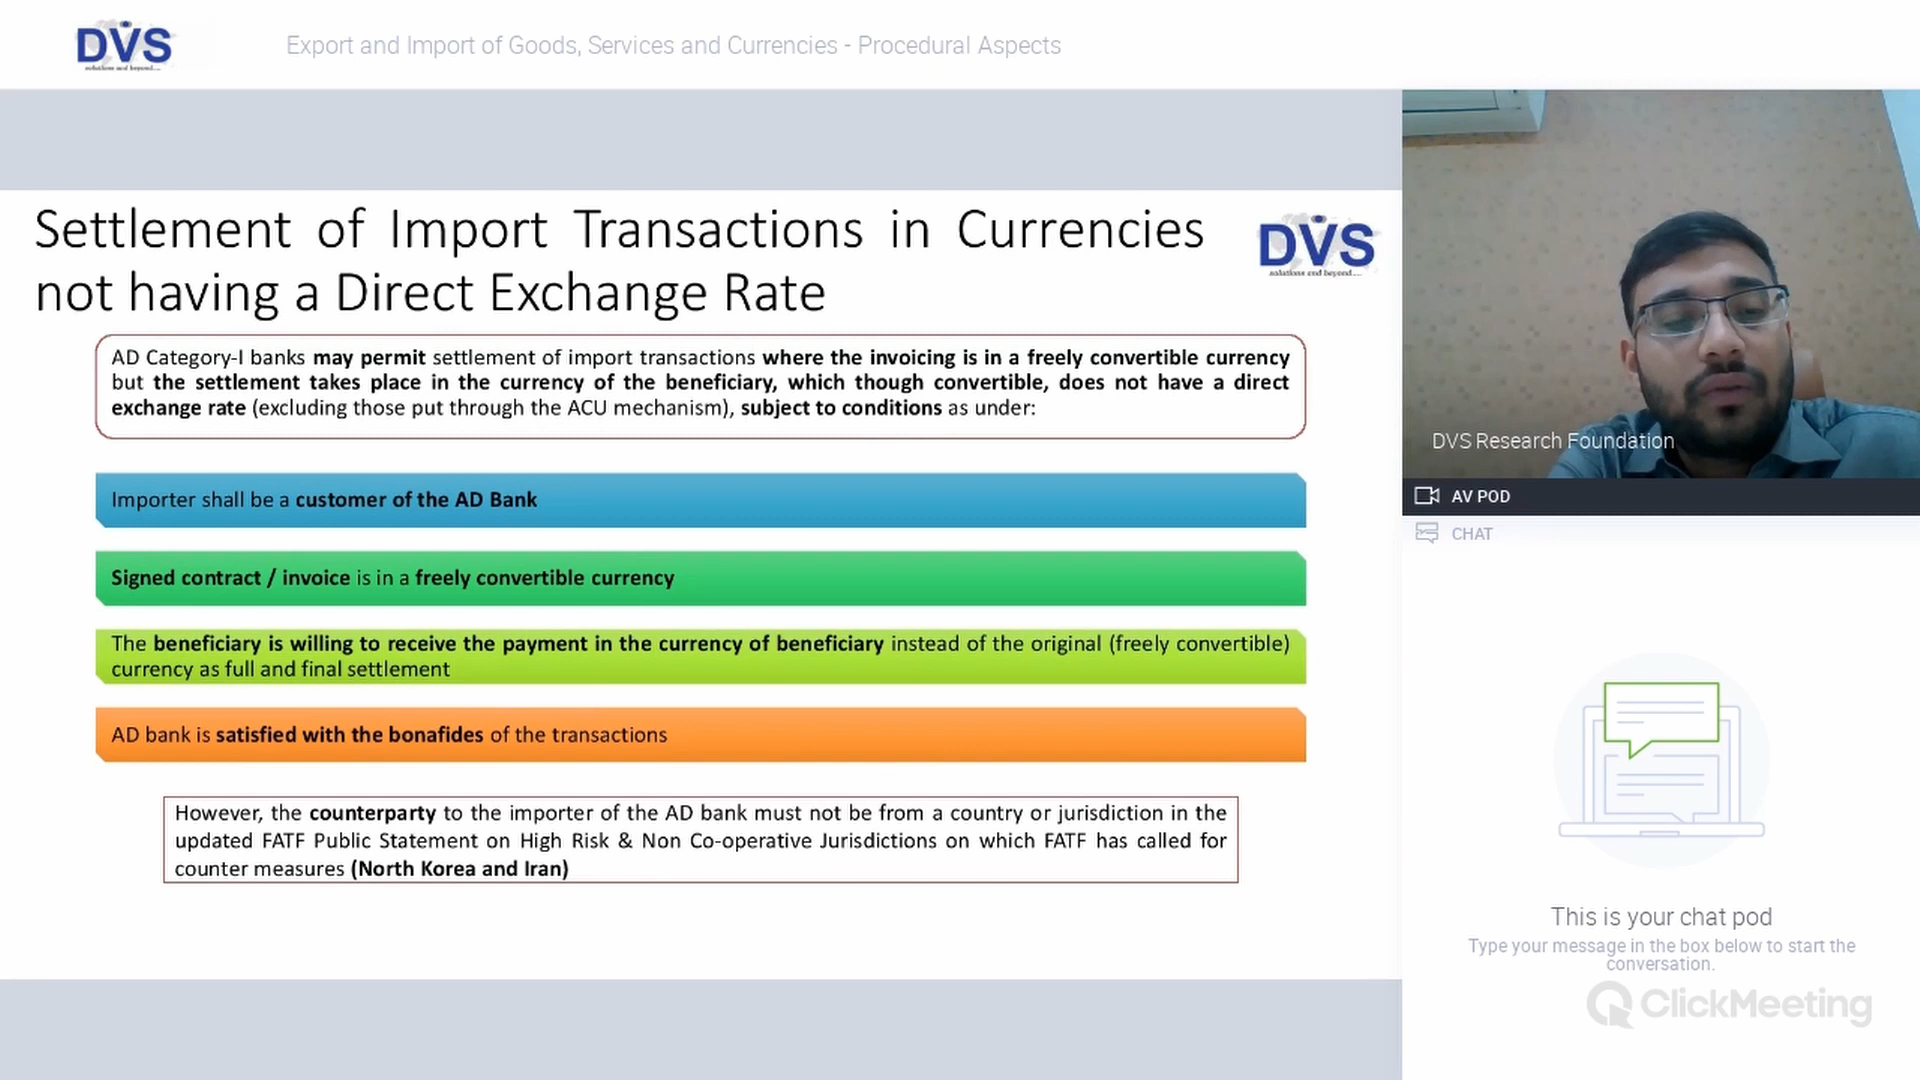 DVS
solutions and beyond....
Export and Import of Goods, Services and Currencies - Procedural Aspects
Settlement of Import Transactions in Currencies
not having a Direct Exchange Rate
DVS
solutions and beyond....
AD Category-I banks may permit settlement of import transactions where the invoicing is in a freely convertible currency
but the settlement takes place in the currency of the beneficiary, which though convertible, does not have a direct
exchange rate (excluding those put through the ACU mechanism), subject to conditions as under:
Importer shall be a customer of the AD Bank
Signed contract / invoice is in a freely convertible currency
The beneficiary is willing to receive the payment in the currency of beneficiary instead of the original (freely convertible)
currency as full and final settlement
AD bank is satisfied with the bonafides of the transactions
However, the counterparty to the importer of the AD bank must not be from a country or jurisdiction in the
updated FATF Public Statement on High Risk & Non Co-operative Jurisdictions on which FATF has called for
counter measures (North Korea and Iran)
DVS Research Foundation
AV POD
CHAT
This is your chat pod
Type your message in the box below to start the
conversation.
ClickMeeting